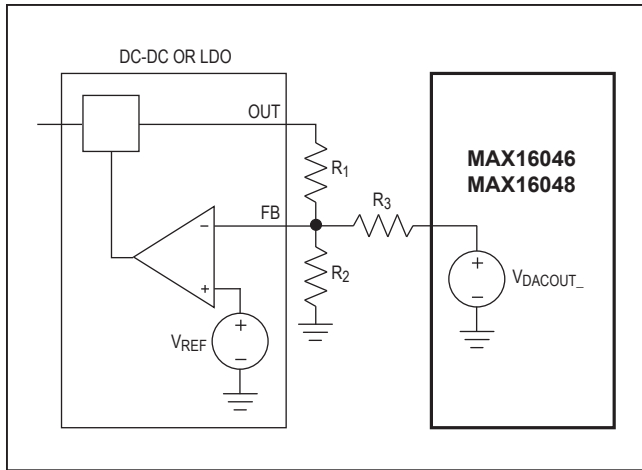 DC-DC OR LDO
OUT
R1
MAX16046
MAX16048
R3
FB
−
+
R2
+
−
VDACOUT_
VREF
+
−